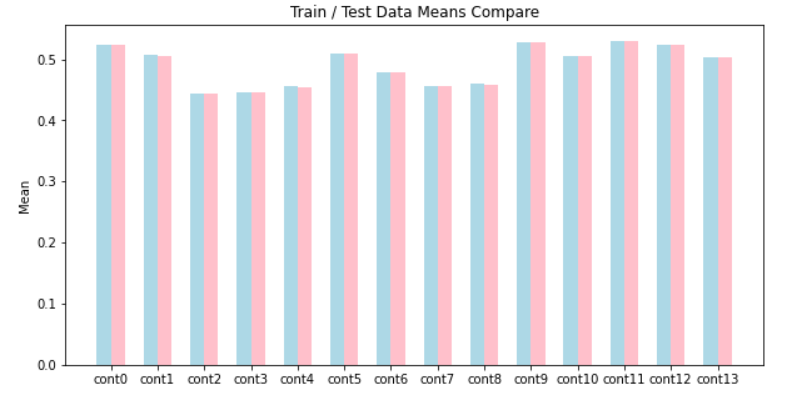 Train / Test Data Means Compare
Mean
0.5
0.4
0.3
0.2
0.1
0.0
cont0 cont1 cont2 cont3 cont4 cont5 cont6 cont7 cont8 cont9 cont10 cont11 cont12 cont13